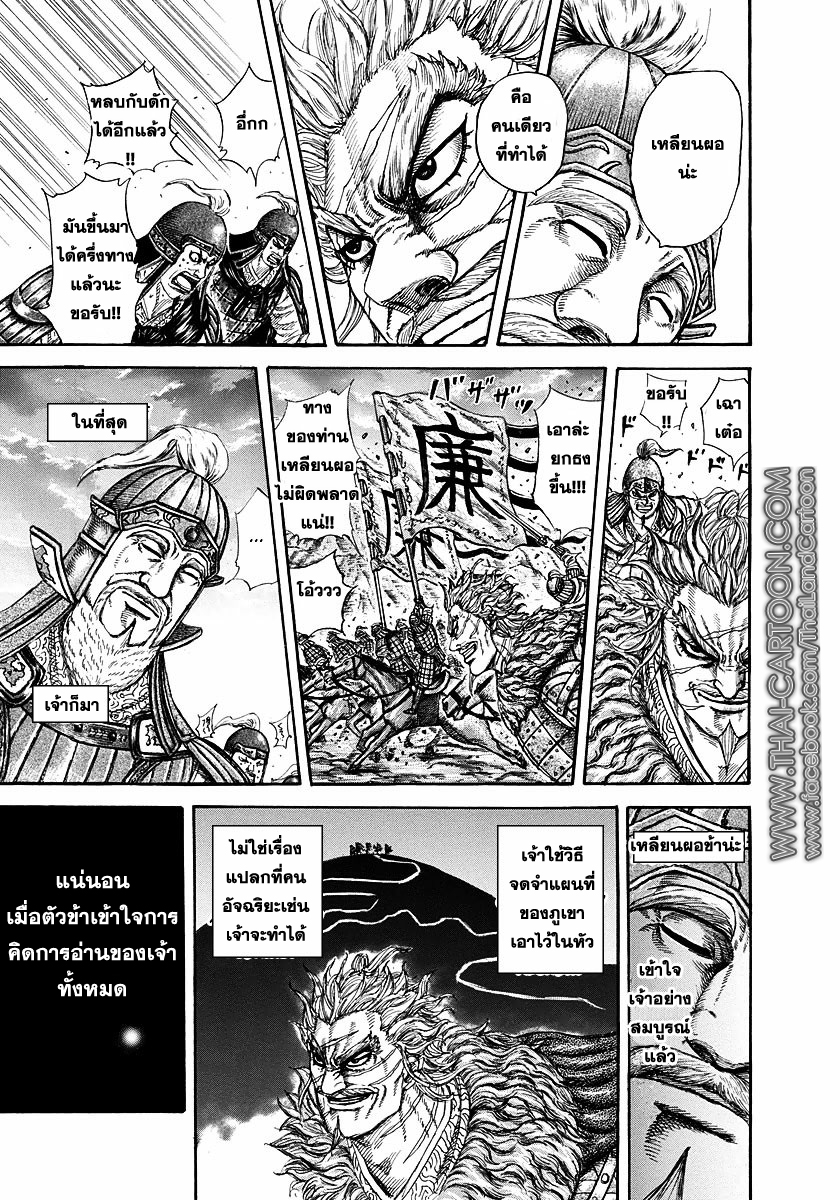 เหลียนผอ
น่ะ
คือ
คนเดียว
ที่ทำได้
อี่กก
หลบกับดัก
ได้อีกแล้ว
!!
มันขึ้นมา
ได้ครึ่งทาง
แล้วนะ
ขอรับ!!
เฉา
เต๋อ
ขอรับ
!!
ドドド
バザザザッ
เอาล่ะ
ยกธง
ขึ้น!!!
廉
ทาง
ของท่าน
เหลียนผอ
ไม่ผิดพลาด
แน่!!
โอ้ววว
ในที่สุด
...
เจ้าก็มา
เหลียนผอข้าน่ะ
เข้าใจ
เจ้าอย่าง
สมบูรณ์
แล้ว
เจ้าใช้วิธี
จดจำแผนที่
ของภูเขา
เอาไว้ในหัว
ไม่ใช่เรื่อง
แปลกที่คน
อัจฉริยะเช่น
เจ้าจะทำได้
แน่นอน
เมื่อตัวข้าเข้าใจการ
คิดการอ่านของเจ้า
ทั้งหมด
WWW.THAI-CARTOON.COM
www.facebook.com/ThaiLandCartoon